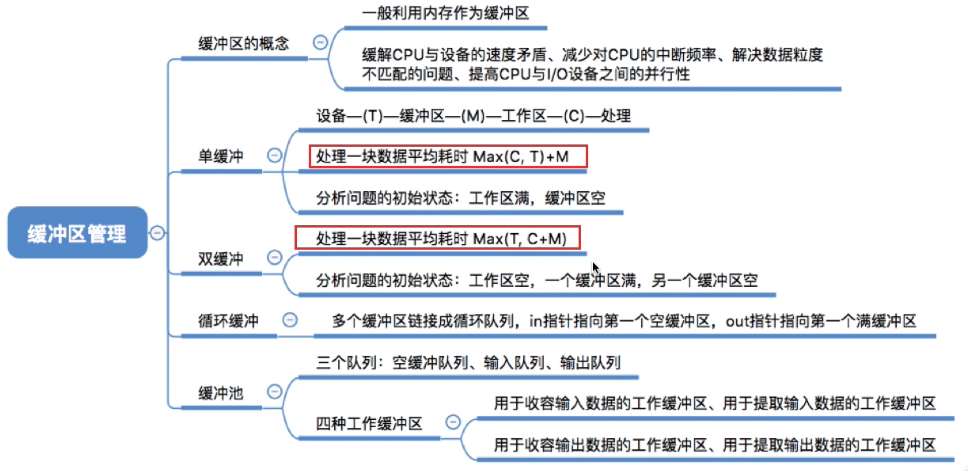 缓冲区管理
缓冲区的概念
一般利用内存作为缓冲区
缓解CPU与设备的速度矛盾、减少对CPU的中断频率、解决数据粒度
不匹配的问题、提高CPU与I/O设备之间的并行性
单缓冲
设备—(T)—缓冲区—(M)—工作区—(C)—处理
处理一块数据平均耗时 Max(C, T)+M
分析问题的初始状态：工作区满，缓冲区空
双缓冲
处理一块数据平均耗时 Max(T, C+M)
分析问题的初始状态：工作区空，一个缓冲区满，另一个缓冲区空
循环缓冲
多个缓冲区链接成循环队列，in指针指向第一个空缓冲区，out指针指向第一个满缓冲区
缓冲池
三个队列：空缓冲队列、输入队列、输出队列
四种工作缓冲区
用于收容输入数据的工作缓冲区、用于提取输入数据的工作缓冲区
用于收容输出数据的工作缓冲区、用于提取输出数据的工作缓冲区